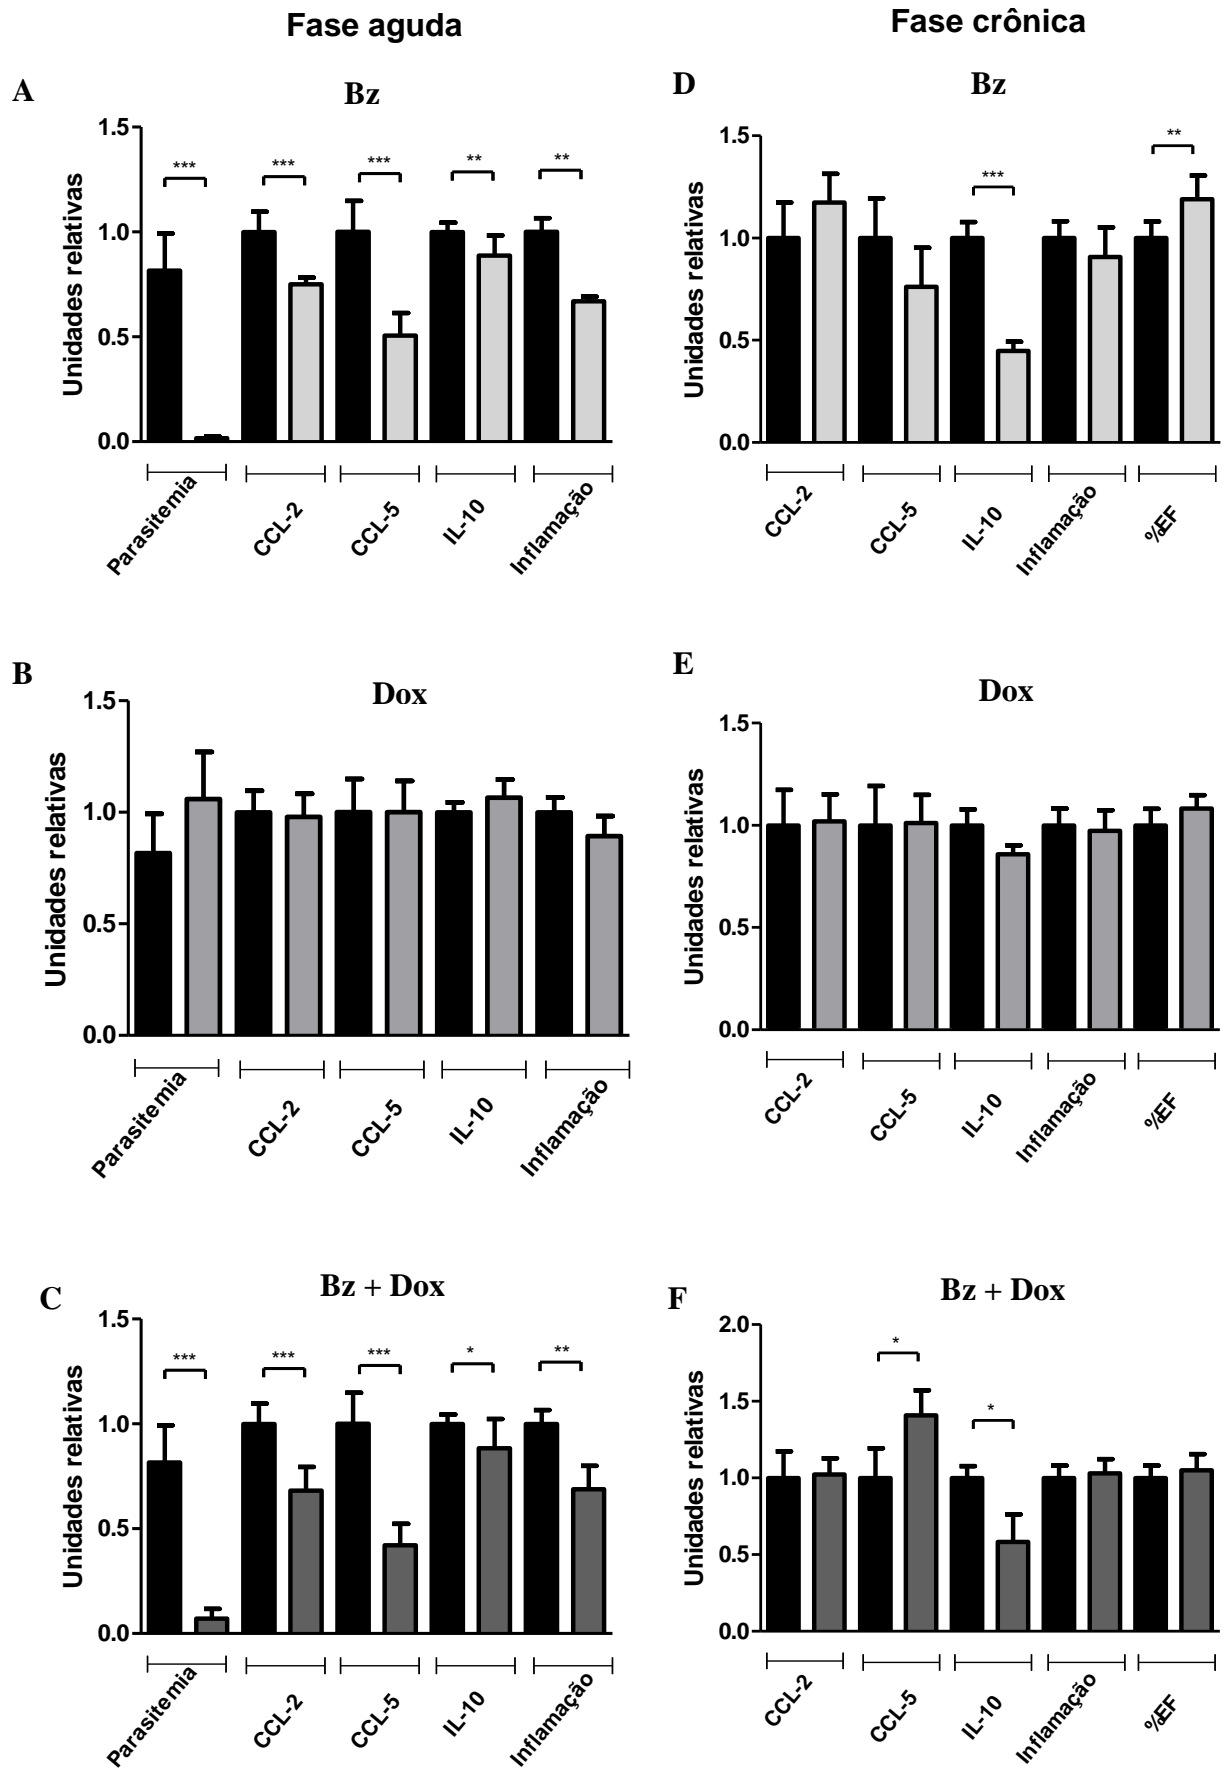 Fase aguda
Fase crônica
A
Bz
Unidades relativas
1.5
1.0
0.5
0.0
***
***
***
**
**
Parasitemia
CCL-2
CCL-5
IL-10
Inflamação
D
Bz
Unidades relativas
1.5
1.0
0.5
0.0
***
**
CCL-2
CCL-5
IL-10
Inflamação
%EF
B
Dox
Unidades relativas
1.5
1.0
0.5
0.0
Parasitemia
CCL-2
CCL-5
IL-10
Inflamação
E
Dox
Unidades relativas
1.5
1.0
0.5
0.0
CCL-2
CCL-5
IL-10
Inflamação
%EF
C
Bz + Dox
Unidades relativas
1.5
1.0
0.5
0.0
***
***
***
*
**
Parasitemia
CCL-2
CCL-5
IL-10
Inflamação
F
Bz + Dox
Unidades relativas
2.0
1.5
1.0
0.5
0.0
*
*
CCL-2
CCL-5
IL-10
Inflamação
%EF